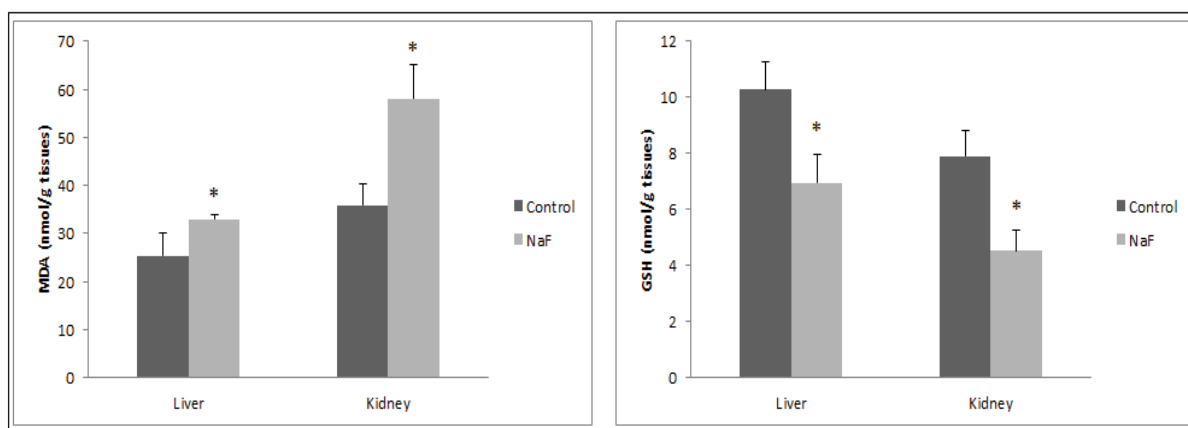 70
60
50
40
30
20
10
0
MDA (nmol/g tissues)
*
*
Liver
Kidney
Control
NaF
12
10
8
6
4
2
0
GSH (nmol/g tissues)
*
*
Liver
Kidney
Control
NaF